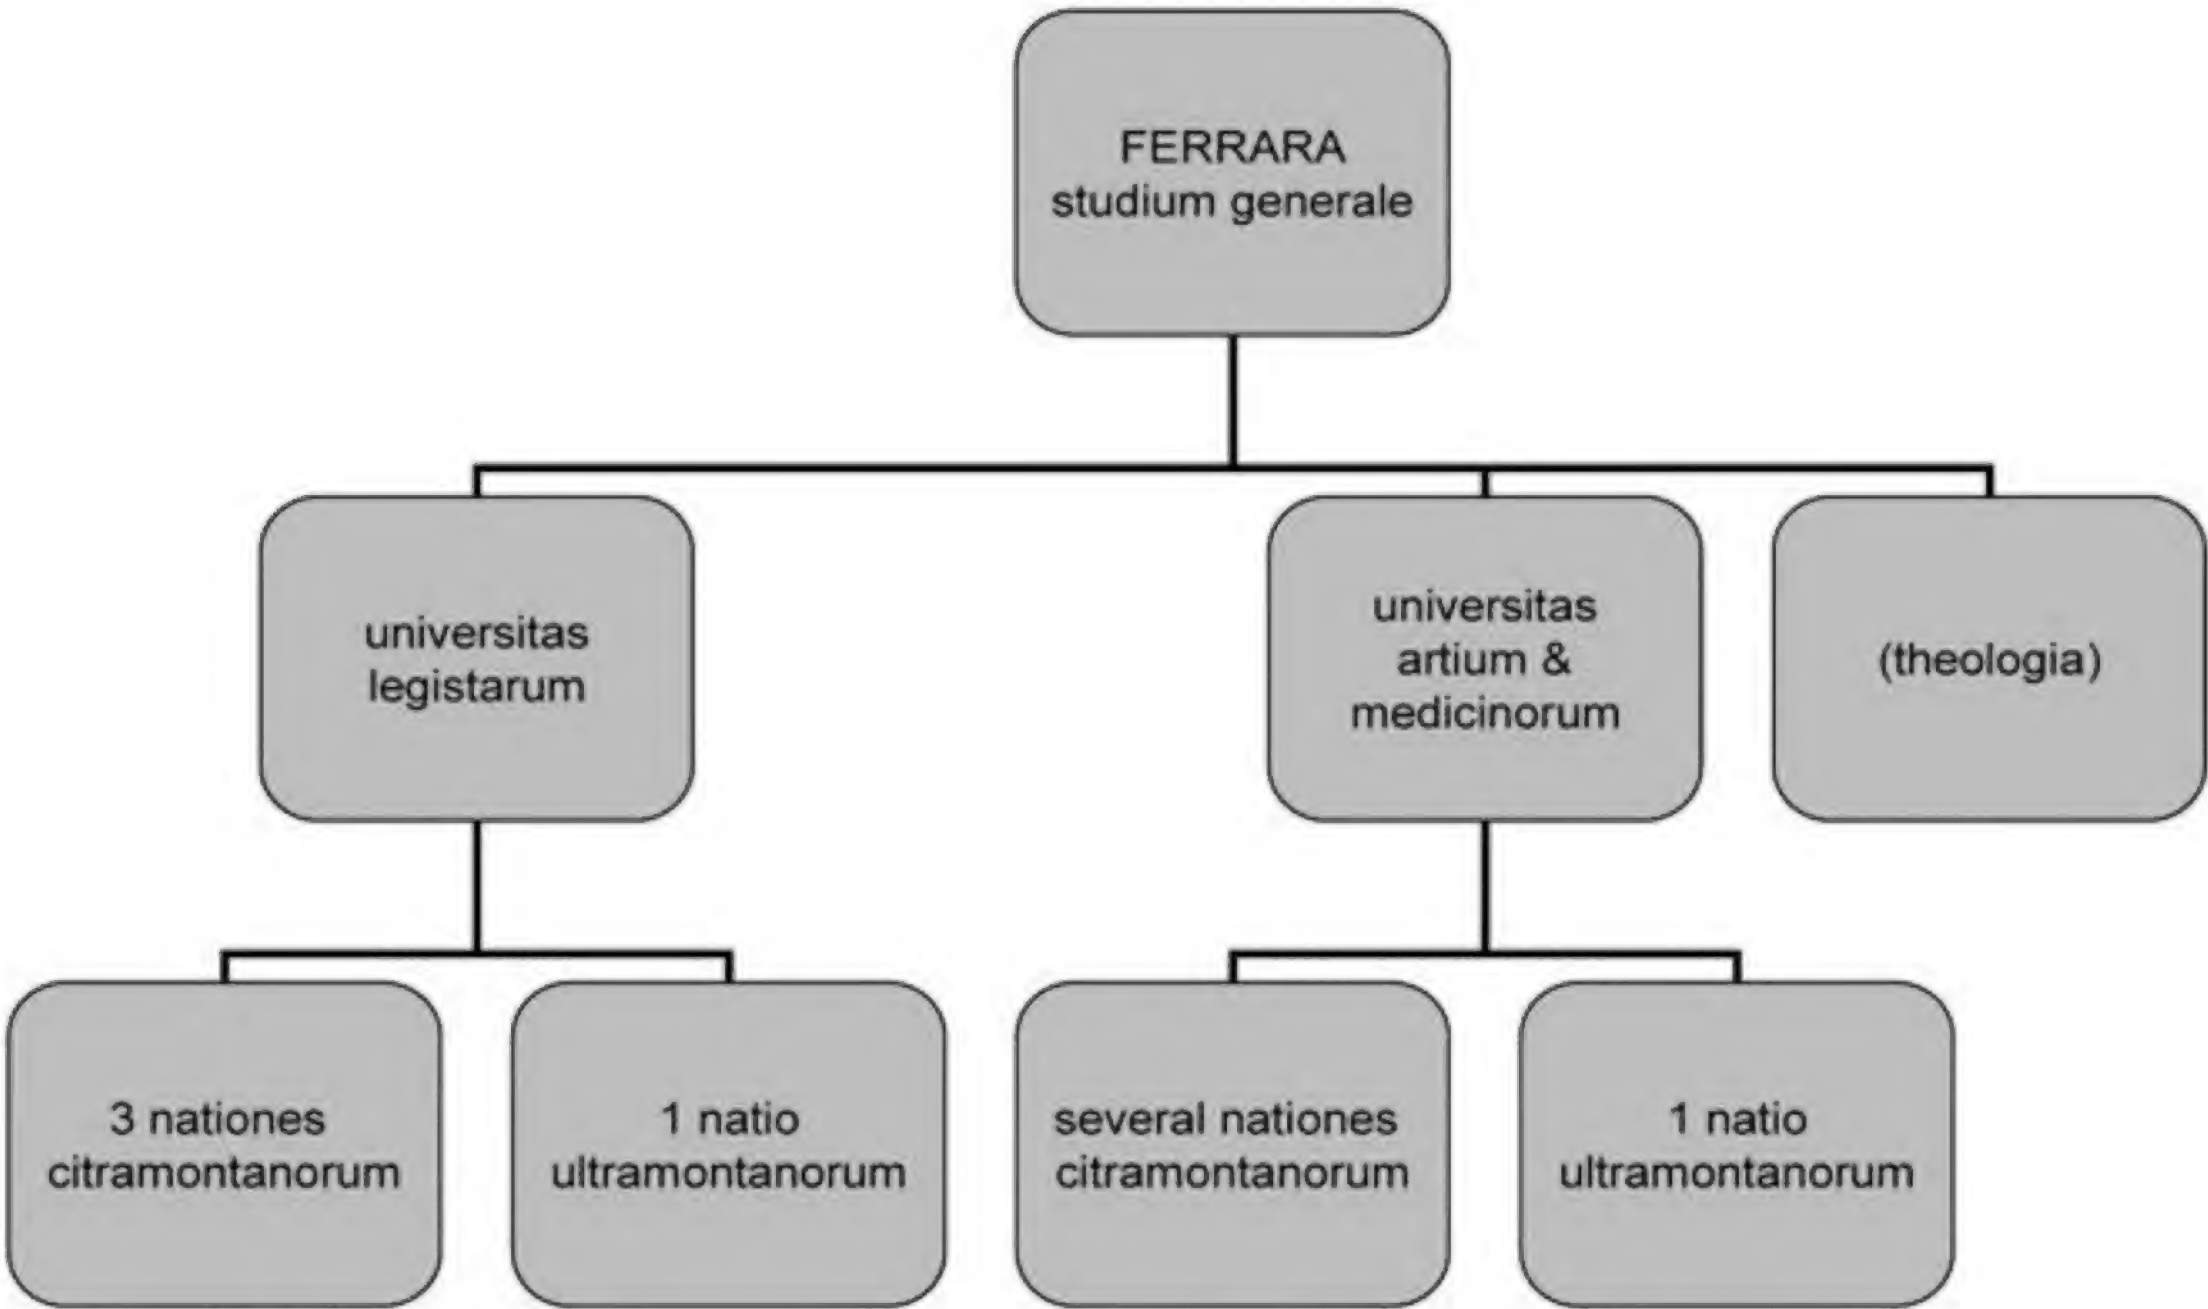 FERRARA
studium generale
universitas
legistarum
universitas
artium &
medicinorum
(theologia)
3 nationes
citramontanorum
1 natio
ultramontanorum
several nationes
citramontanorum
1 natio
ultramontanorum